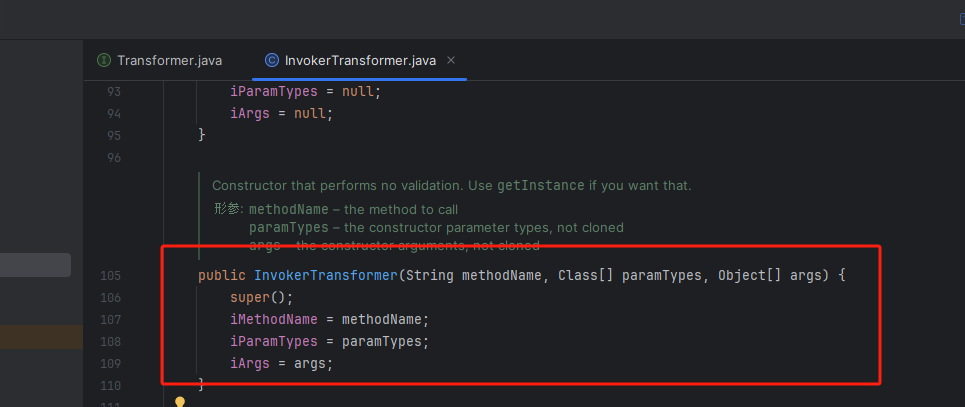 Transformer.java InvokerTransformer.java
93 iParamTypes = null;
94 iArgs = null;
95 }
96
Constructor that performs no validation. Use getInstance if you want that.
形参: methodName – the method to call
paramTypes – the constructor parameter types, not cloned
args – the constructor arguments, not cloned
105 public InvokerTransformer(String methodName, Class[] paramTypes, Object[] args) {
106 super();
107 iMethodName = methodName;
108 iParamTypes = paramTypes;
109 iArgs = args;
110 }
111